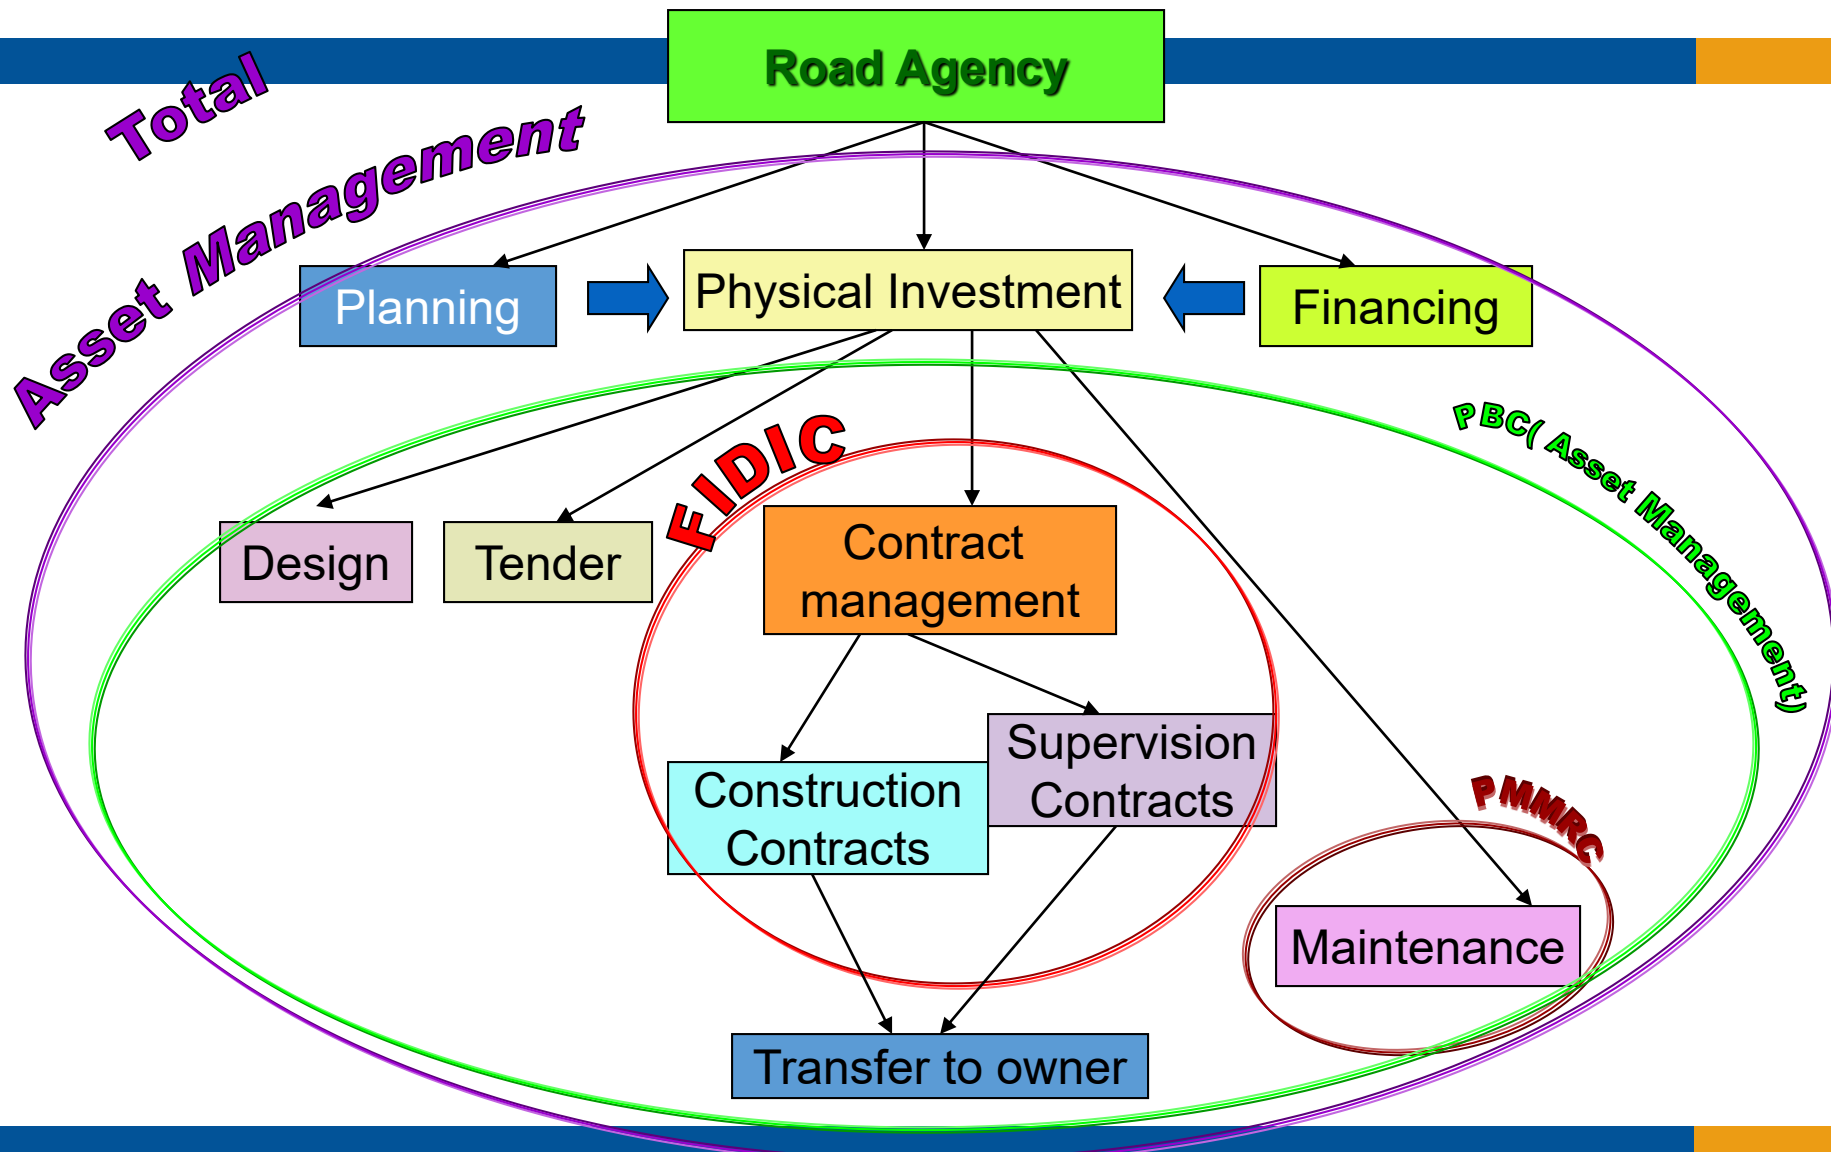 Road Agency
Total
Asset Management
Planning
Physical Investment
Financing
PBC( Asset Management)
FIDIC
Design
Tender
Contract
management
Supervision
Contracts
Construction
Contracts
PMMRC
Maintenance
Transfer to owner